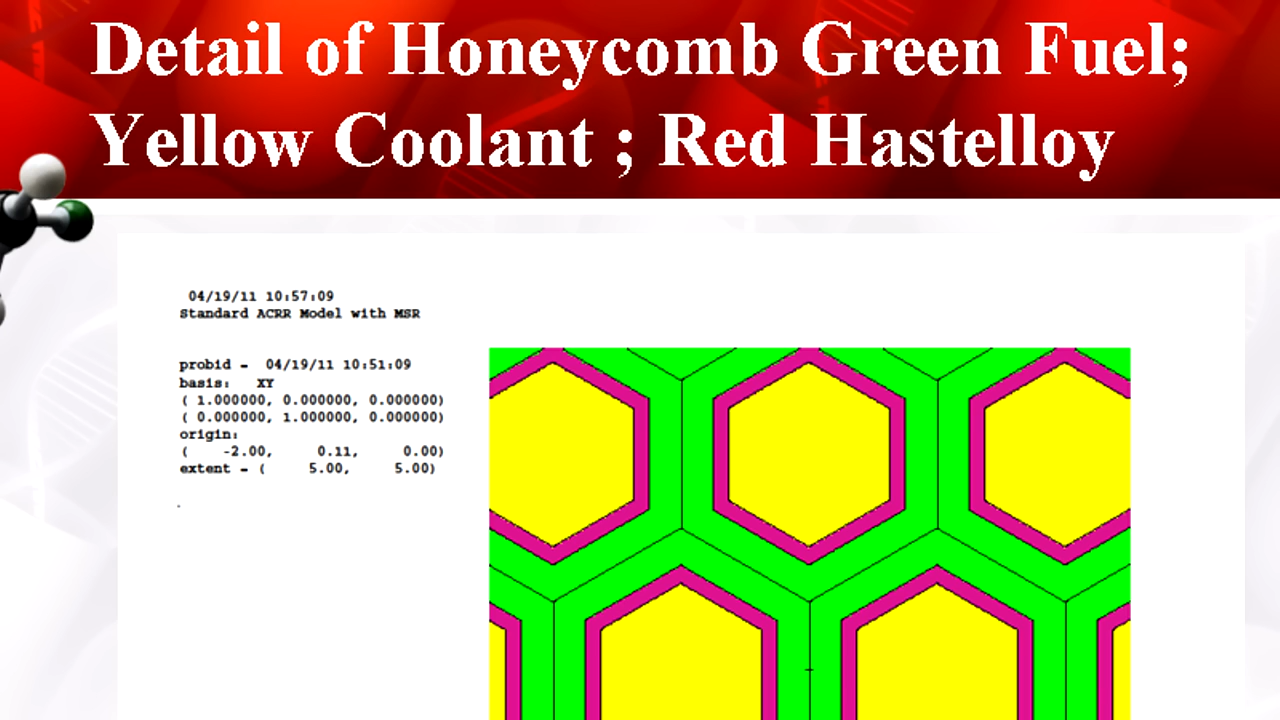 Detail of Honeycomb Green Fuel;
Yellow Coolant ; Red Hastelloy
04/19/11 10:57:09
Standard ACRR Model with MSR
probid = 04/19/11 10:51:09
basis: XY
( 1.000000, 0.000000, 0.000000)
( 0.000000, 1.000000, 0.000000)
origin:
( -2.00, 0.11, 0.00)
extent = ( 5.00, 5.00)